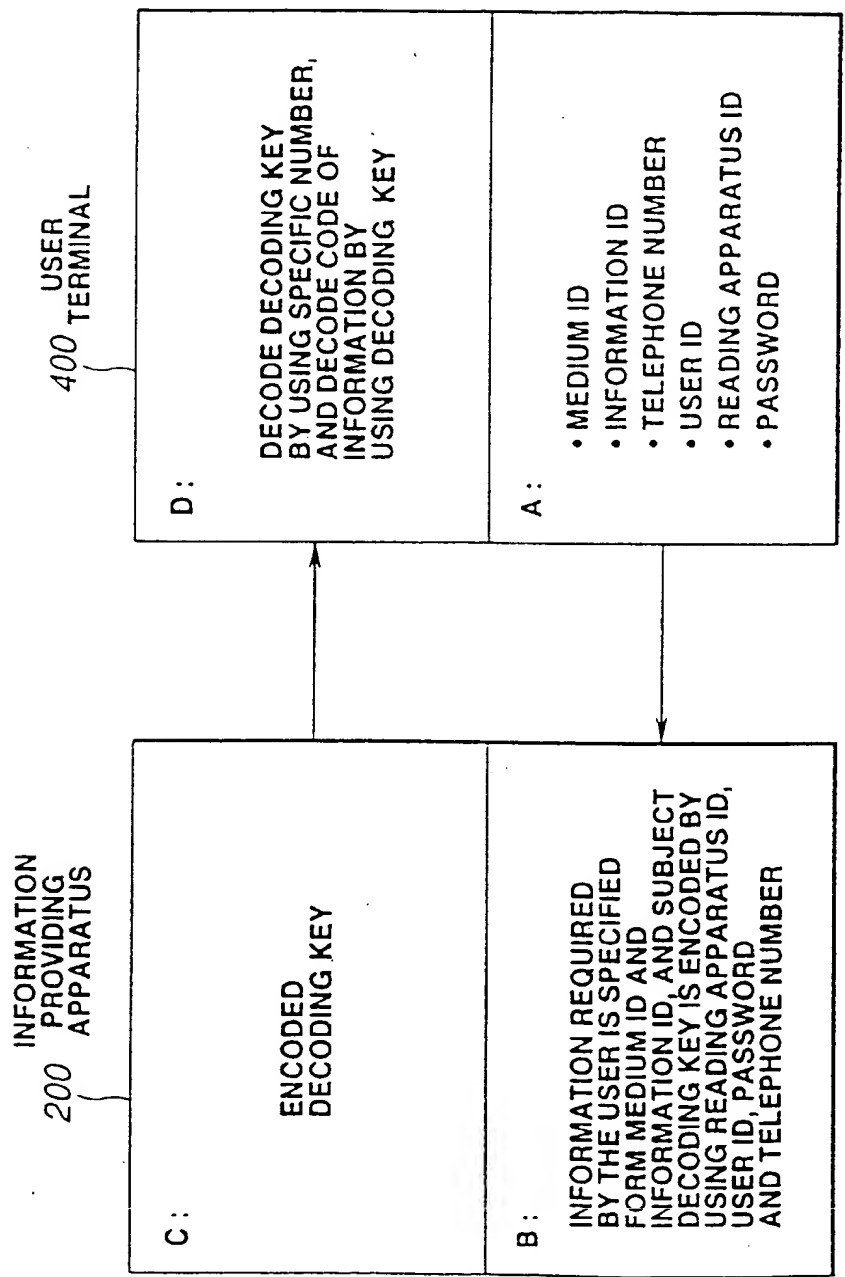 INFORMATION
PROVIDING
200 APPARATUS
C :
ENCODED
DECODING KEY
B :
INFORMATION REQUIRED
BY THE USER IS SPECIFIED
FORM MEDIUM ID AND
INFORMATION ID, AND SUBJECT
DECODING KEY IS ENCODED BY
USING READING APPARATUS ID,
USER ID, PASSWORD
AND TELEPHONE NUMBER
USER
400 TERMINAL
D :
DECODE DECODING KEY
BY USING SPECIFIC NUMBER,
AND DECODE CODE OF
INFORMATION BY
USING DECODING KEY
A :
• MEDIUM ID
• INFORMATION ID
• TELEPHONE NUMBER
• USER ID
• READING APPARATUS ID
• PASSWORD